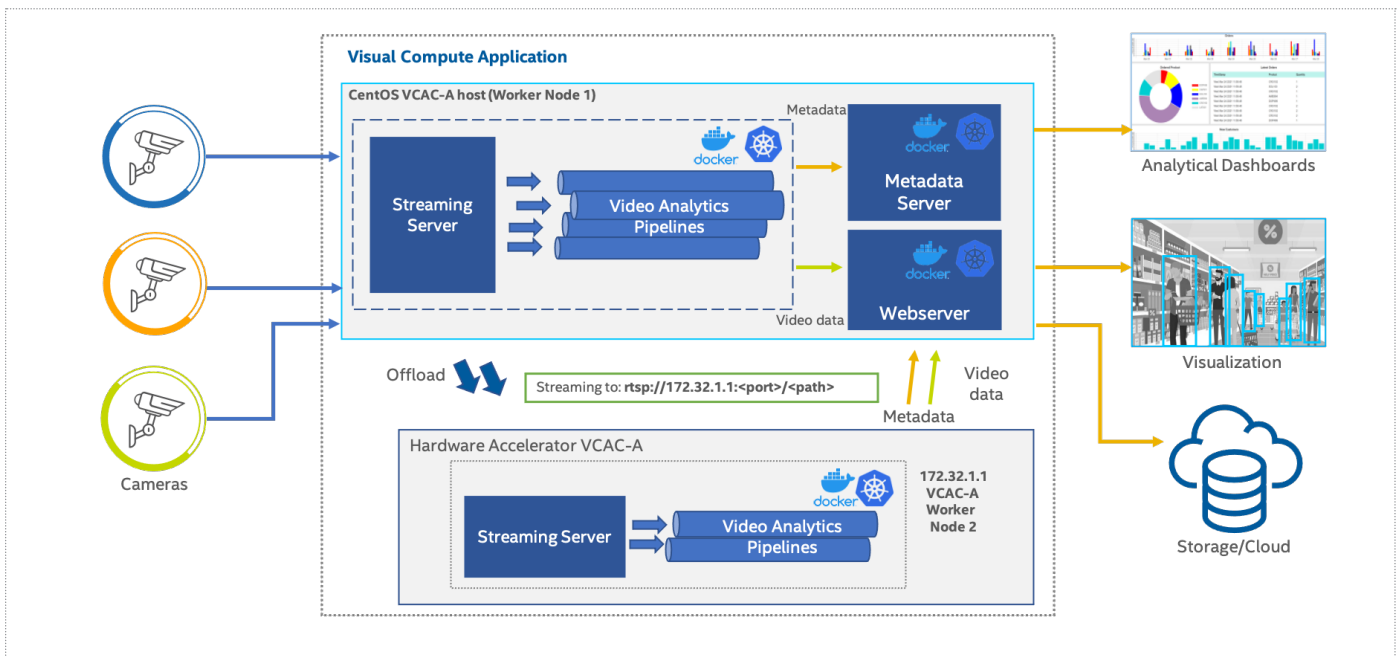 Visual Compute Application
CentOS VCAC-A host (Worker Node 1)
Streaming
Server
docker
Video Analytics
Pipelines
Metadata
docker
Metadata
Server
docker
Webserver
Video data
Analytical Dashboards
Visualization
Storage/Cloud
Cameras
Offload
Streaming to: rtsp://172.32.1.1:<port>/<path>
Metadata
Video
data
Hardware Accelerator VCAC-A
Streaming Server
docker
Video Analytics
Pipelines
172.32.1.1
VCAC-A
Worker
Node 2
%